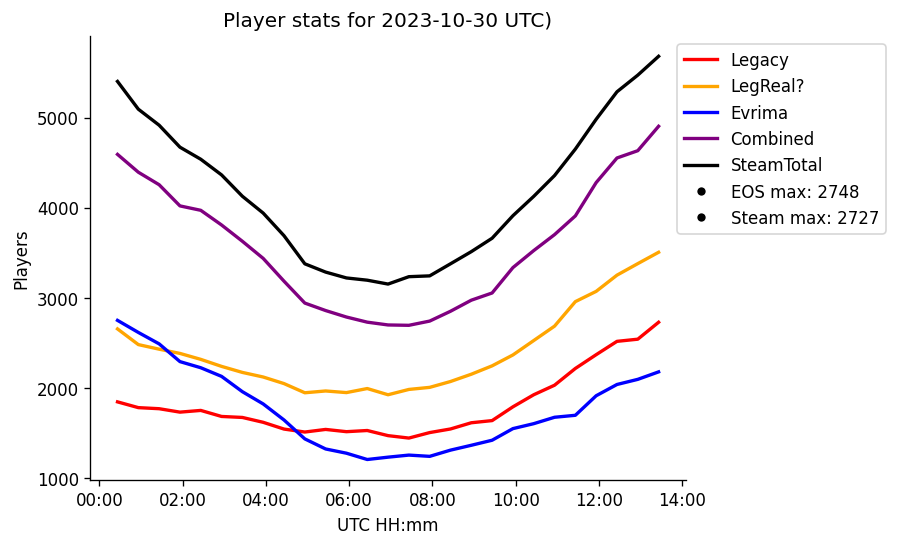 Player stats for 2023-10-30 UTC)
Legacy
LegReal?
Evrima
Combined
SteamTotal
EOS max: 2748
Steam max: 2727
Players
5000
4000
3000
2000
1000
00:00 02:00 04:00 06:00 08:00 10:00 12:00 14:00
UTC HH:mm